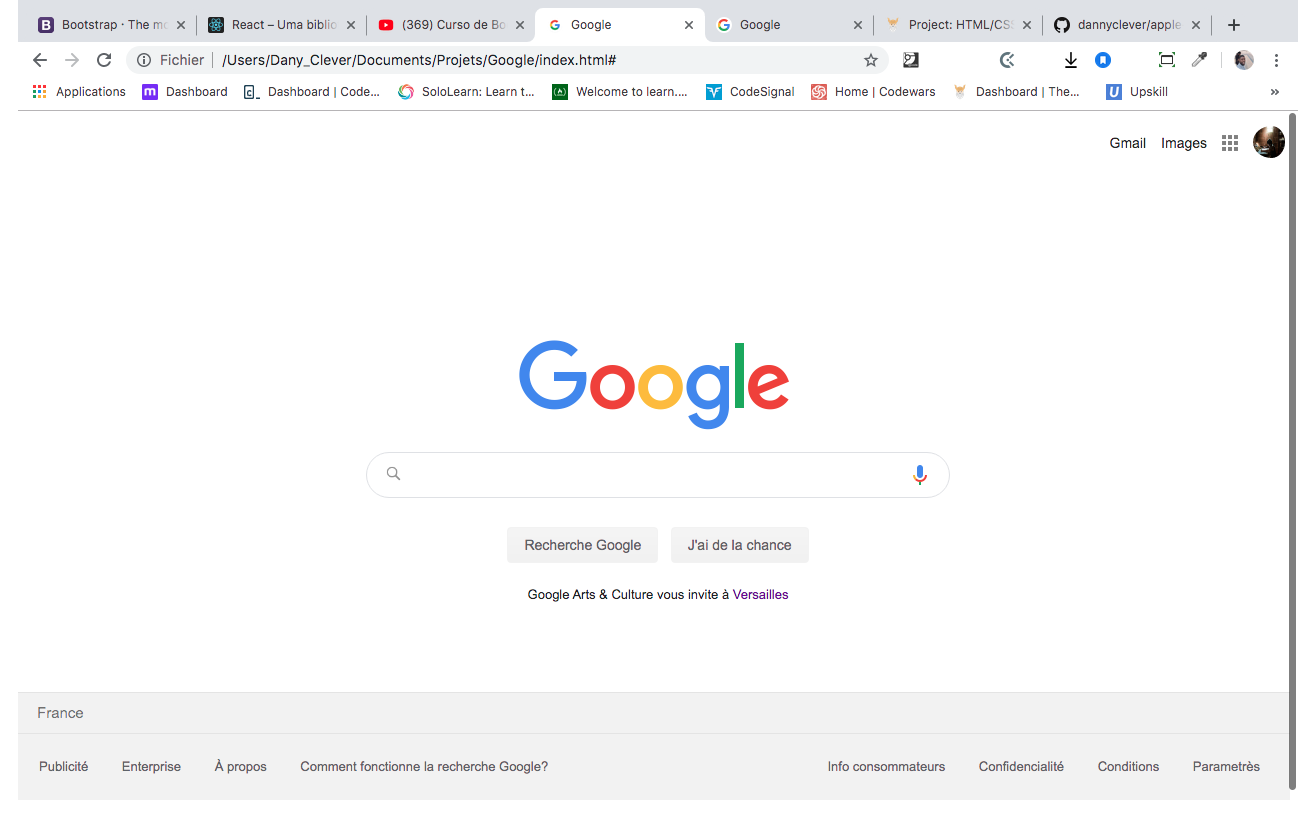 Bootstrap · The mo React – Uma biblio (369) Curso de Bo Google Google Project: HTML/CSS dannyclever/apple
Fichier /Users/Dany_Clever/Documents/Projets/Google/index.html#
Applications Dashboard Dashboard | Code... SoloLearn: Learn t... Welcome to learn.... CodeSignal Home | Codewars Dashboard | The... Upskill »
Gmail Images
Google
Recherche Google J'ai de la chance
Google Arts & Culture vous invite à Versailles
France
Publicité Enterprise À propos Comment fonctionne la recherche Google? Info consommateurs Confidencialité Conditions Parametrès